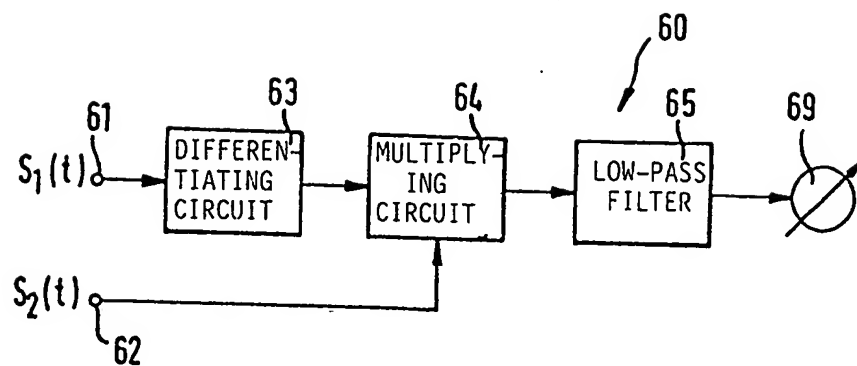 60
61
63
64
65
69
S₁(t)
DIFFEREN-
TIATING
CIRCUIT
MULTIPLY-
ING
CIRCUIT
LOW-PASS
FILTER
S₂(t)
62